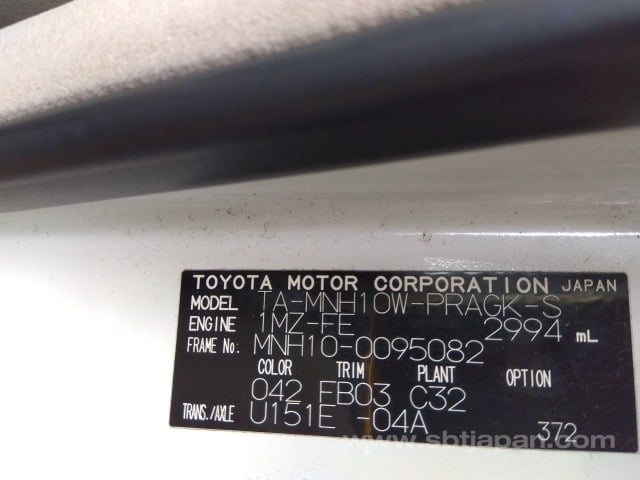 TOYOTA MOTOR CORPORATION JAPAN
MODEL TA-MNH10W-PRAGK-S
ENGINE 1MZ-FE 2994 mL
FRAME No. MNH10-0095082
COLOR TRIM PLANT OPTION
042 EB03 C32
TRANS./AXLE U151E -04A 372
www.sbtjapan.com